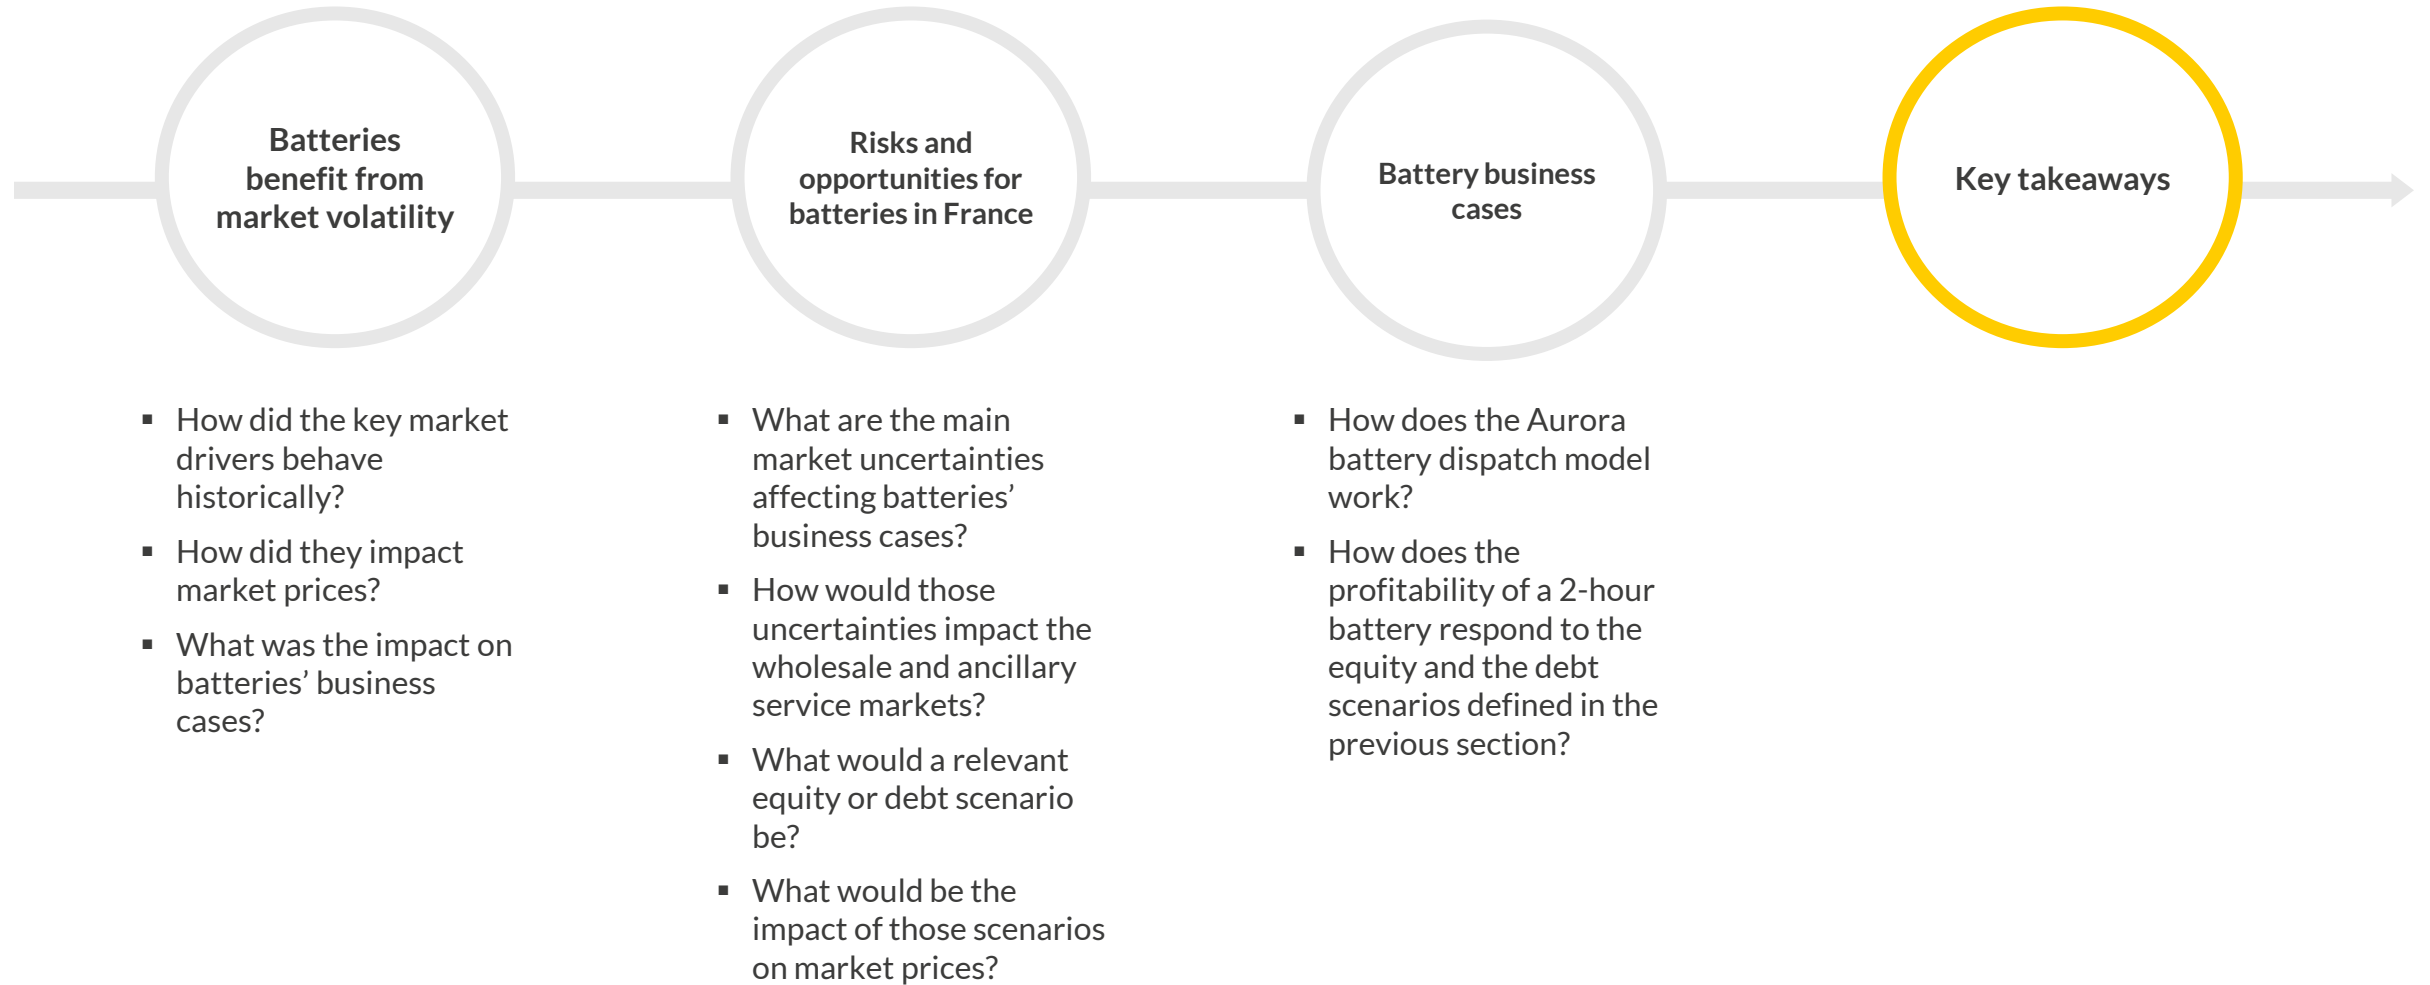 Batteries
benefit from
market volatility
Risks and
opportunities for
batteries in France
Battery business
cases
Key takeaways
▪ How did the key market
drivers behave
historically?
▪ How did they impact
market prices?
▪ What was the impact on
batteries’ business
cases?
▪ What are the main
market uncertainties
affecting batteries’
business cases?
▪ How would those
uncertainties impact the
wholesale and ancillary
service markets?
▪ What would a relevant
equity or debt scenario
be?
▪ What would be the
impact of those scenarios
on market prices?
▪ How does the Aurora
battery dispatch model
work?
▪ How does the
profitability of a 2-hour
battery respond to the
equity and the debt
scenarios defined in the
previous section?